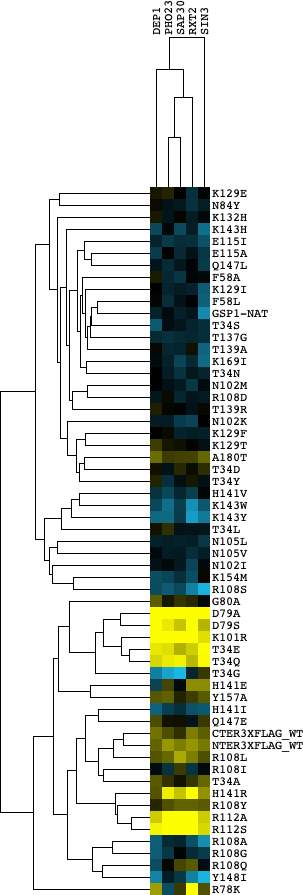 DEP1
PHO23
SAP30
RXT2
SIN3
K129E
N84Y
K132H
K143H
E115I
E115A
Q147L
F58A
K129I
F58L
GSP1-NAT
T34S
T137G
T139A
K169I
T34N
N102M
R108D
T139R
N102K
K129F
K129T
A180T
T34D
T34Y
H141V
K143W
K143Y
T34L
N105L
N105V
N102I
K154M
R108S
G80A
D79A
D79S
K101R
T34E
T34Q
T34G
H141E
Y157A
H141I
Q147E
CTER3XFLAG_WT
NTER3XFLAG_WT
R108L
R108I
T34A
H141R
R108Y
R112A
R112S
R108A
R108G
R108Q
Y148I
R78K